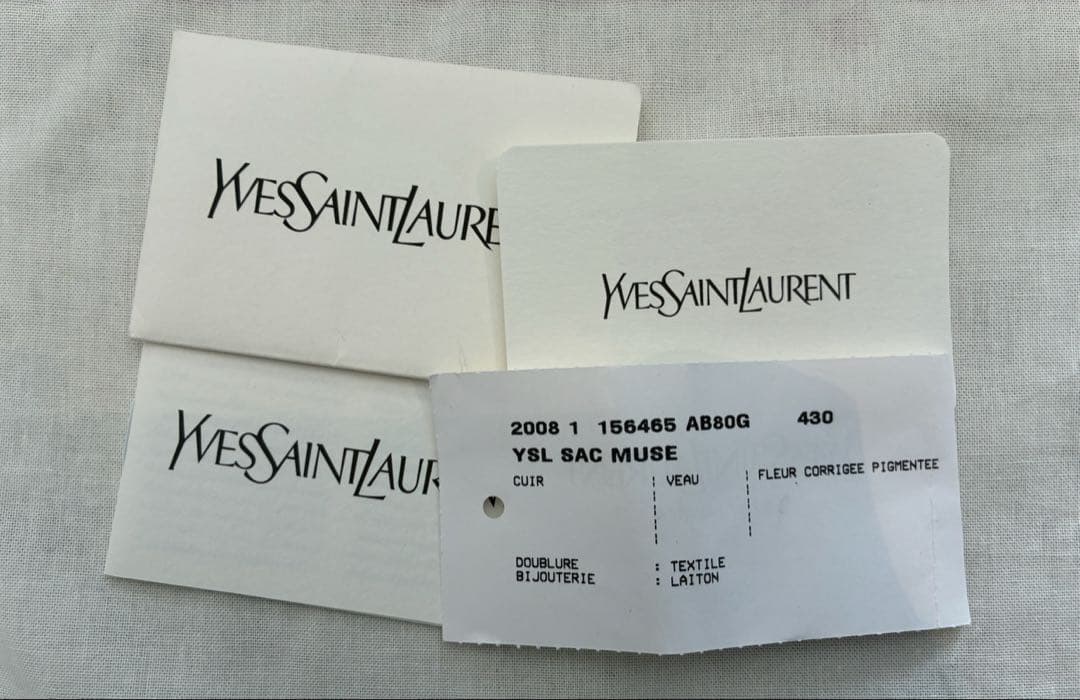 YVESSAINTLAURE
YVESSAINTLAURENT
YVESSAINTLAUR
2008 1 156465 AB80G 430
YSL SAC MUSE
CUIR ¦ VEAU ¦ FLEUR CORRIGEE PIGMENTEE
DOUBLURE : TEXTILE
BIJOUTERIE : LAITON